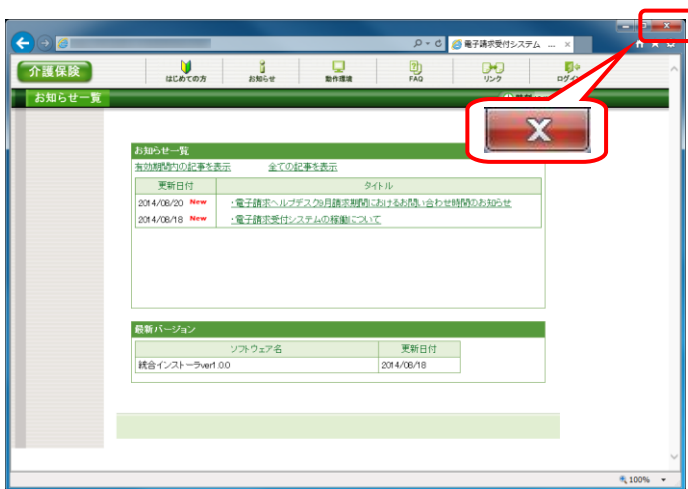 電子請求受付システム ...
介護保険
はじめての方
お知らせ
動作環境
FAQ
リンク
お知らせ一覧
お知らせ一覧
有効期間内の記事を表示 全ての記事を表示
更新日付 タイトル
2014/08/20 New ・電子請求ヘルプデスク9月請求期間におけるお問い合わせ時間のお知らせ
2014/08/18 New ・電子請求受付システムの稼働について
最新バージョン
ソフトウェア名 更新日付
統合インストーラver1.0.0 2014/08/18
100%